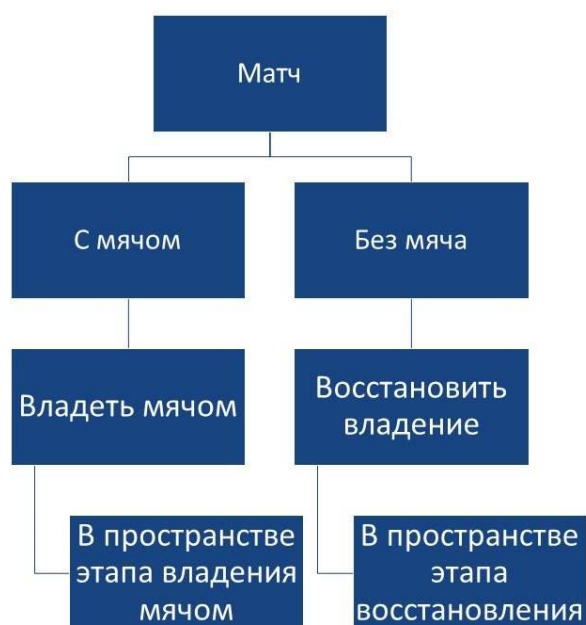 Матч
С мячом
Без мяча
Владеть мячом
Восстановить
владение
В пространстве
этапа владения
мячом
В пространстве
этапа
восстановления